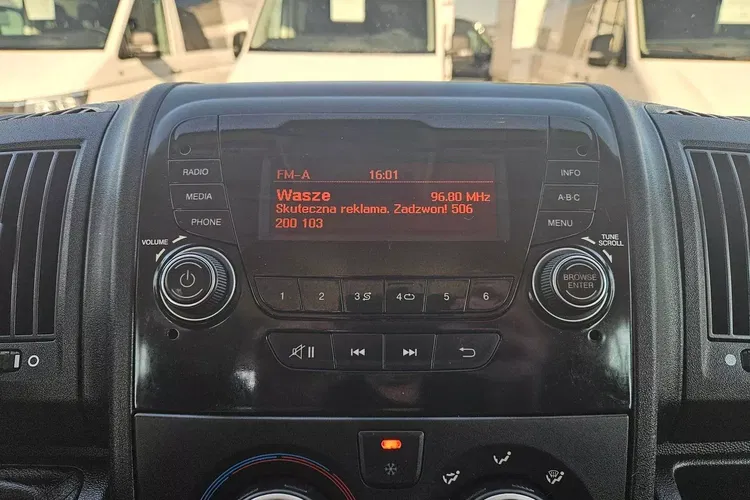 FM-A 16:01
Wasze 96.80 MHz
Skuteczna reklama. Zadzwon! 506
200 103
RADIO
MEDIA
PHONE
INFO
A-B-C
MENU
VOLUME
TUNE
SCROLL
BROWSE
ENTER
1 2 3 4 5 6